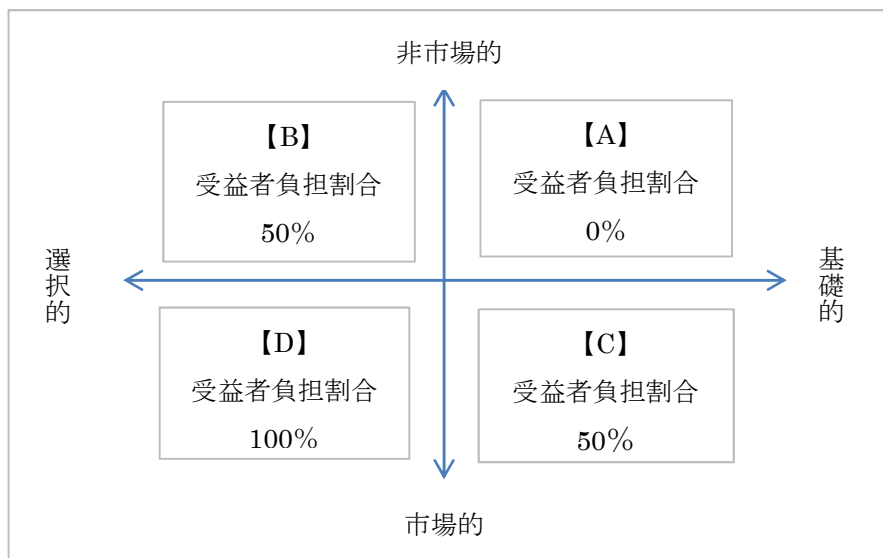 非市場的
【B】
受益者負担割合
50%
【A】
受益者負担割合
0%
選択的
基礎的
【D】
受益者負担割合
100%
【C】
受益者負担割合
50%
市場的